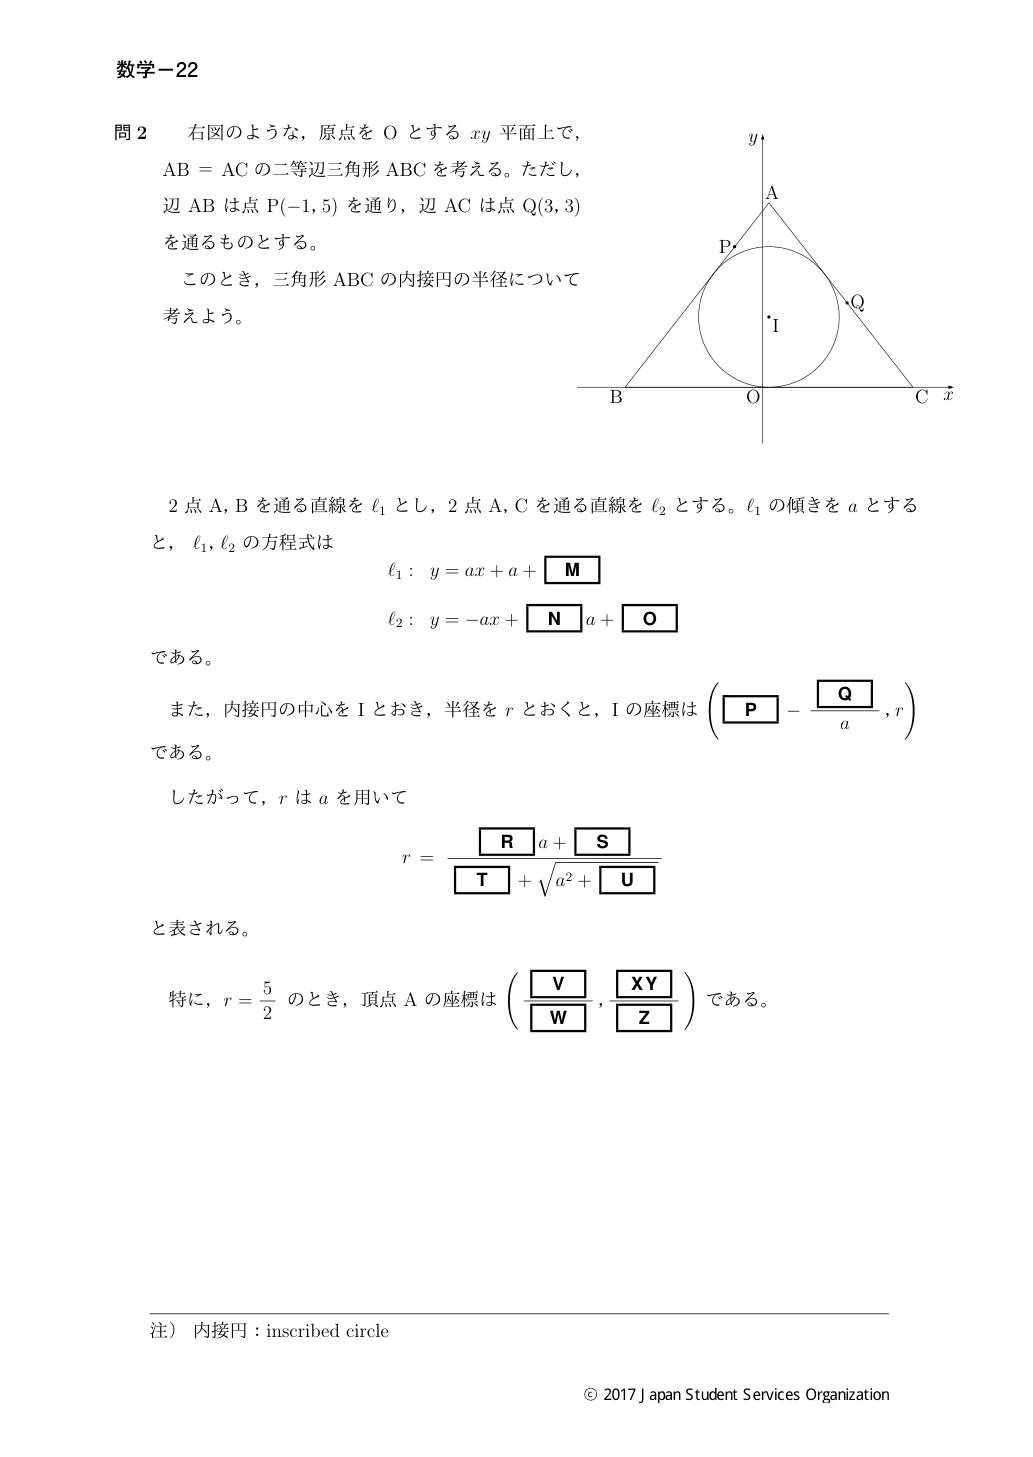 数学－22
問2　右図のような，原点を O とする xy 平面上で，
AB = AC の二等辺三角形 ABC を考える。ただし，
辺 AB は点 P(−1, 5) を通り，辺 AC は点 Q(3, 3)
を通るものとする。
このとき，三角形 ABC の内接円の半径について
考えよう。
y
A
P
Q
I
B
O
C
x
2 点 A, B を通る直線を ℓ₁ とし，2 点 A, C を通る直線を ℓ₂ とする。ℓ₁ の傾きを a とする
と， ℓ₁, ℓ₂ の方程式は
ℓ₁ : y = ax + a + M
ℓ₂ : y = −ax + N a + O
である。
また，内接円の中心を I とおき，半径を r とおくと，I の座標は ( P − Q/a , r )
である。
したがって，r は a を用いて
r = (R a + S) / (T + √(a² + U))
と表される。
特に，r = 5/2 のとき，頂点 A の座標は ( V/W , XY/Z ) である。
注） 内接円：inscribed circle
© 2017 Japan Student Services Organization